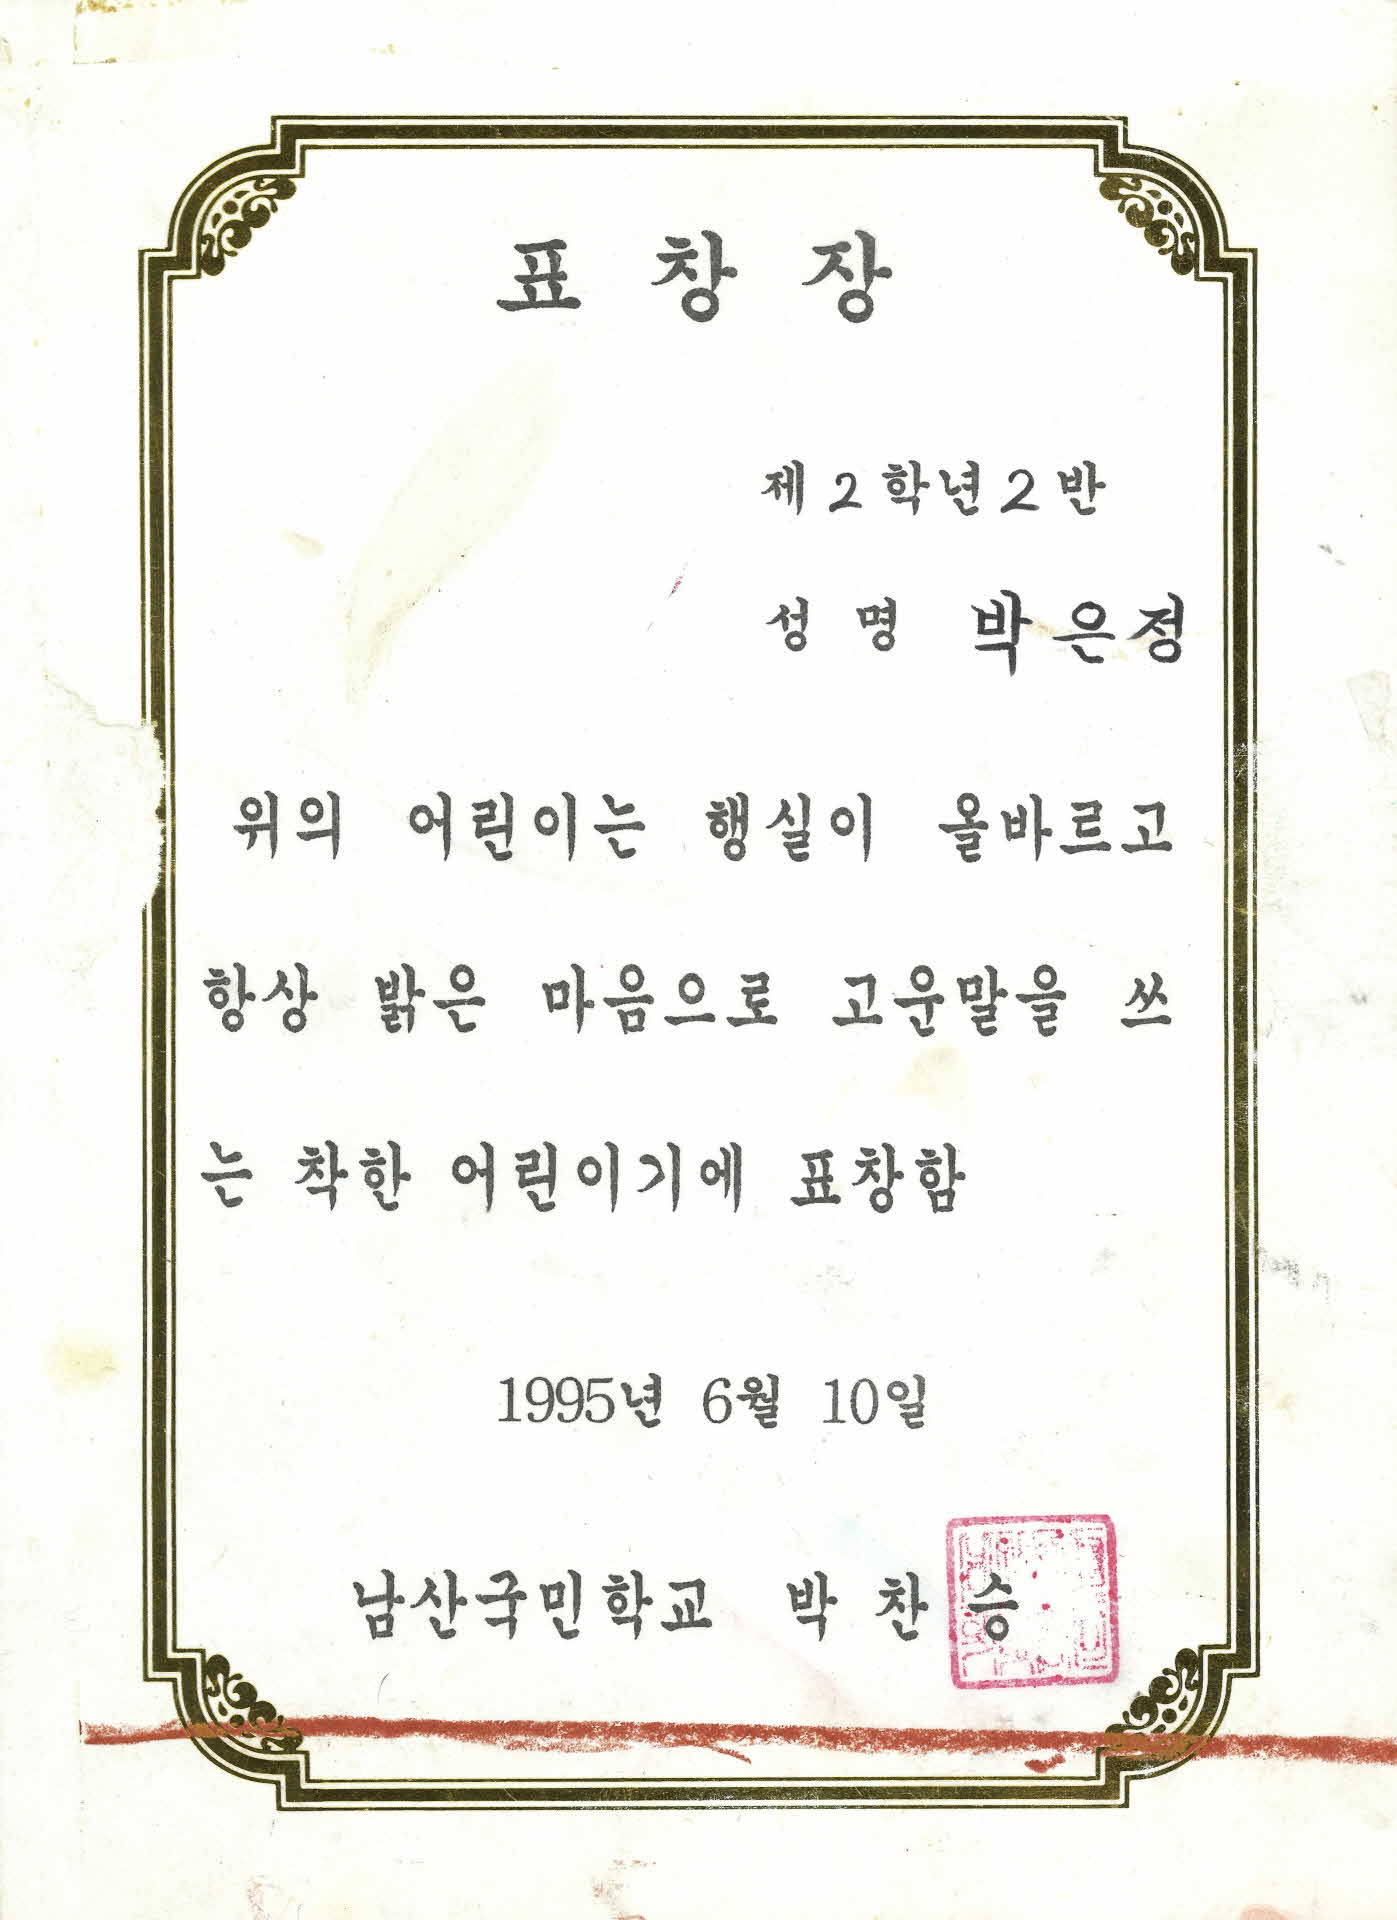 표 창 장
제 2 학년 2 반
성 명 박 은 정
위의 어린이는 행실이 올바르고
항상 밝은 마음으로 고운말을 쓰
는 착한 어린이기에 표창함
1995년 6월 10일
남산국민학교 박 찬 승